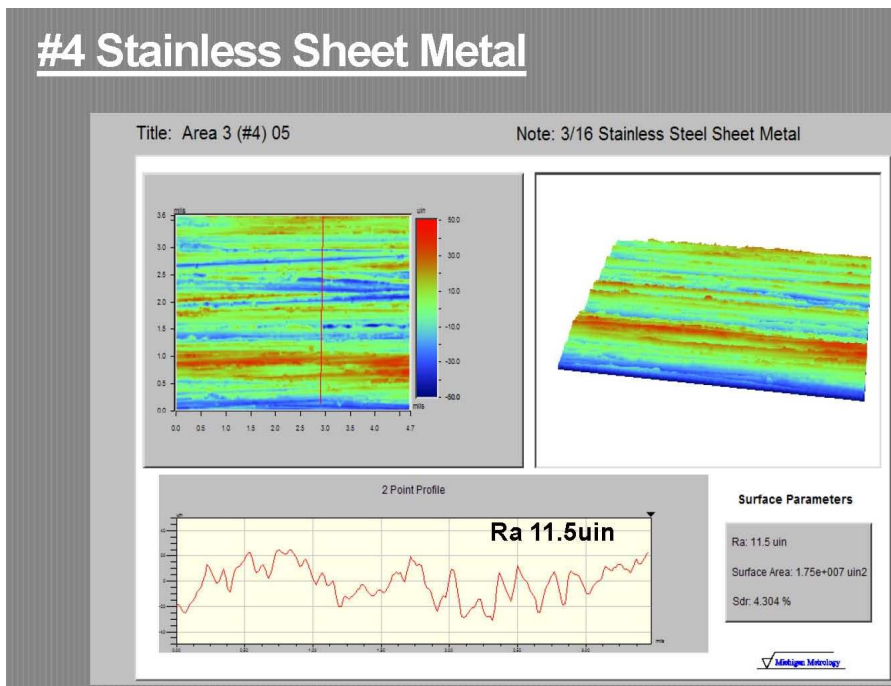 #4 Stainless Sheet Metal
Title: Area 3 (#4) 05
Note: 3/16 Stainless Steel Sheet Metal
mils
uin
3.6
3.0
2.5
2.0
1.5
1.0
0.5
0.0
50.0
30.0
10.0
-10.0
-30.0
-50.0
mils
0.0 0.5 1.0 1.5 2.0 2.5 3.0 3.5 4.0 4.7
2 Point Profile
Ra 11.5uin
Surface Parameters
Ra: 11.5 uin
Surface Area: 1.75e+007 uin2
Sdr: 4.304 %
Michigan Metrology